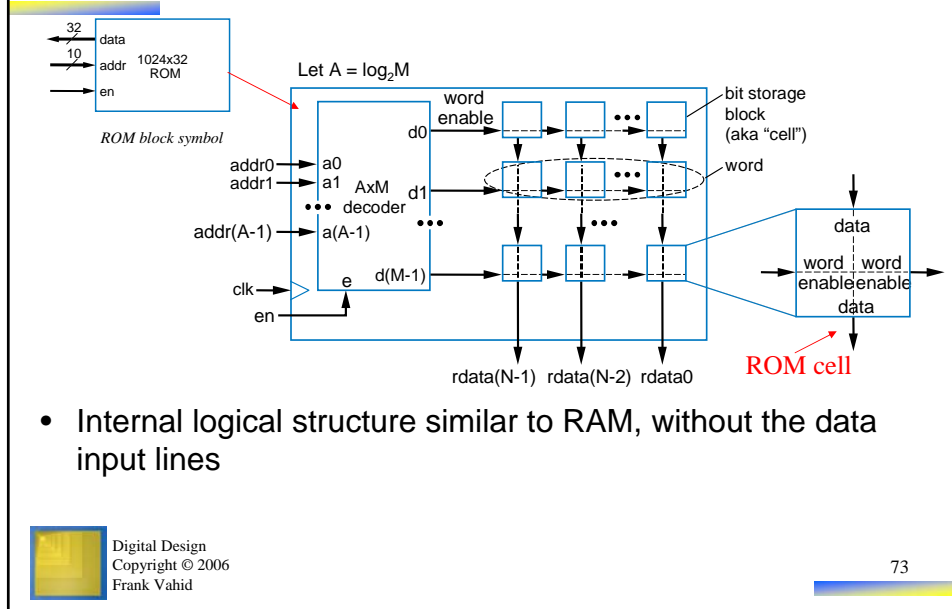 32
data
10
addr
1024x32
ROM
en
ROM block symbol
Let A = log₂M
word
enable
bit storage
block
(aka “cell”)
word
d0
addr0
a0
addr1
a1
d1
AxM
decoder
•••
•••
•••
•••
•••
•••
addr(A-1)
a(A-1)
d(M-1)
clk
e
en
data
word word
enable enable
data
rdata(N-1) rdata(N-2) rdata0
ROM cell
• Internal logical structure similar to RAM, without the data
input lines
Digital Design
Copyright © 2006
Frank Vahid
73